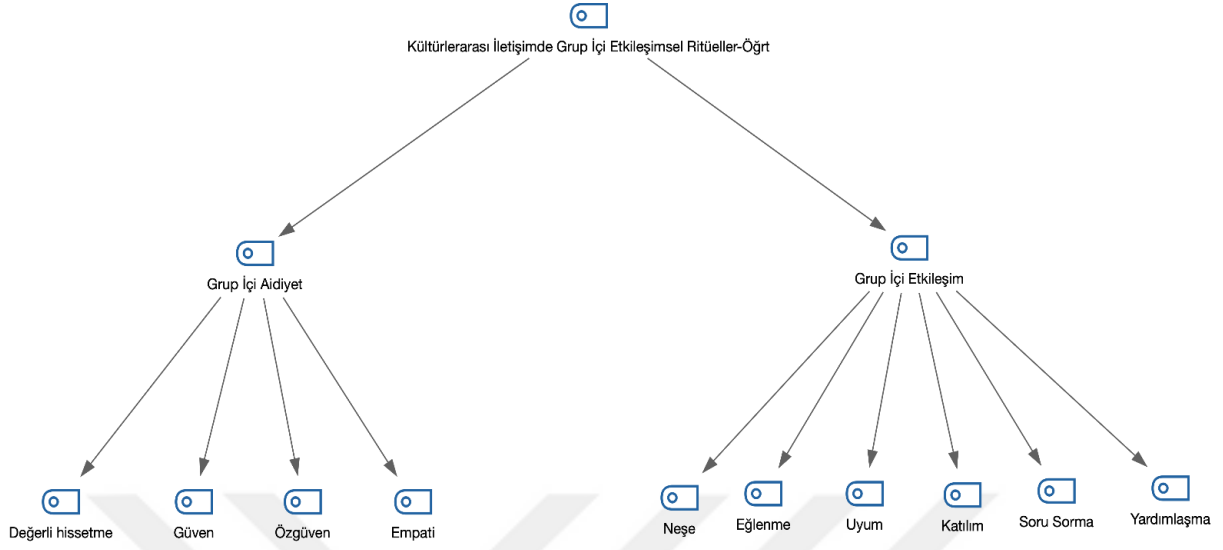 Kültürlerarası İletişimde Grup İçi Etkileşimsel Ritüeller-Öğrt
Grup İçi Aidiyet
Grup İçi Etkileşim
Değerli hissetme
Güven
Özgüven
Empati
Neşe
Eğlenme
Uyum
Katılım
Soru Sorma
Yardımlaşma